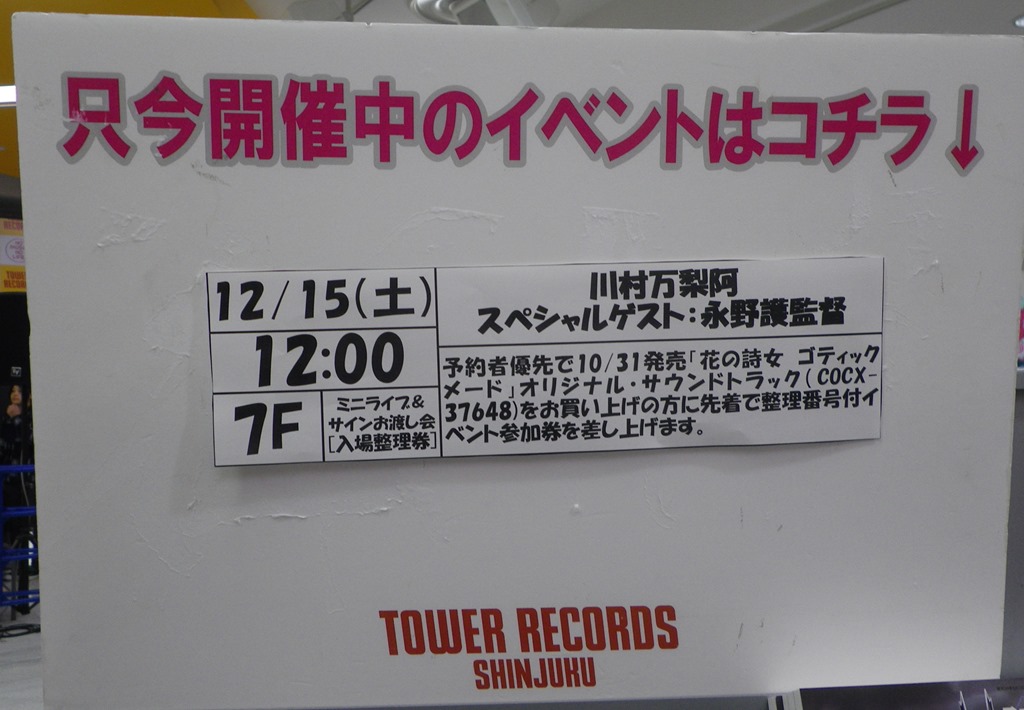 只今開催中のイベントはコチラ↓
12/15(土)
12:00
7F
ミニライブ&
サインお渡し会
[入場整理券]
川村万梨阿
スペシャルゲスト:永野護監督
予約者優先で10/31発売「花の詩女 ゴティック
メード」オリジナル・サウンドトラック(COCX-
37648)をお買い上げの方に先着で整理番号付イ
ベント参加券を差し上げます。
TOWER RECORDS
SHINJUKU